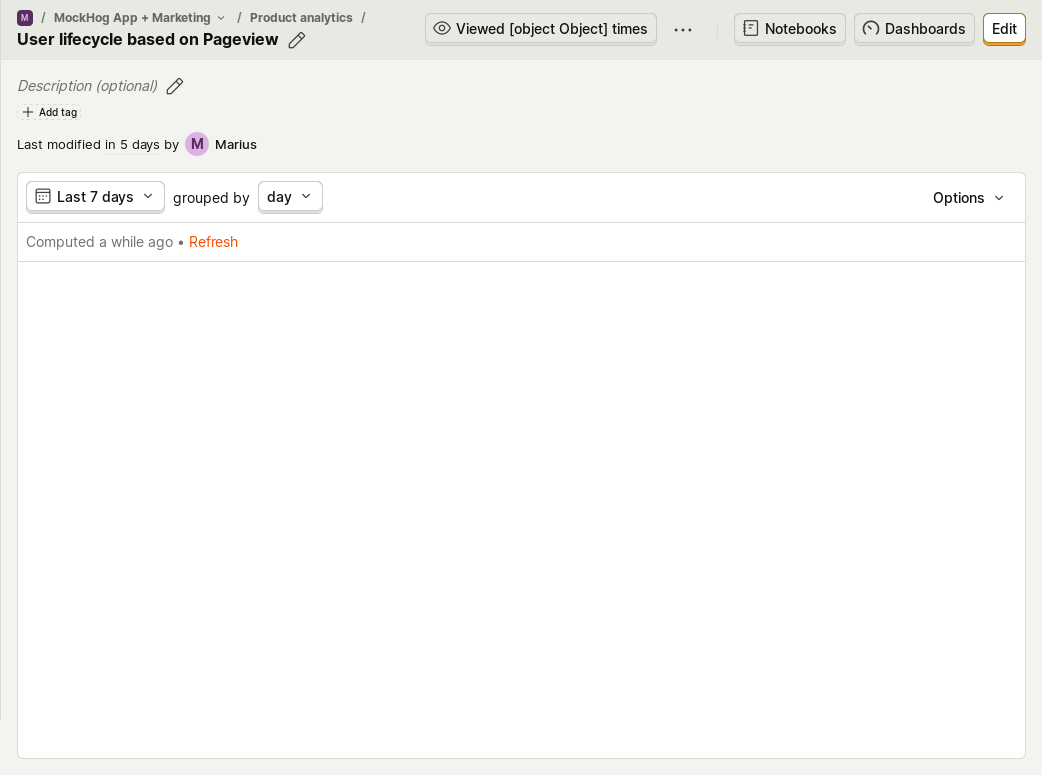 M / MockHog App + Marketing / Product analytics /
User lifecycle based on Pageview
Viewed [object Object] times
Notebooks
Dashboards
Edit
Description (optional)
Add tag
Last modified in 5 days by M Marius
Last 7 days grouped by day
Options
Computed a while ago • Refresh